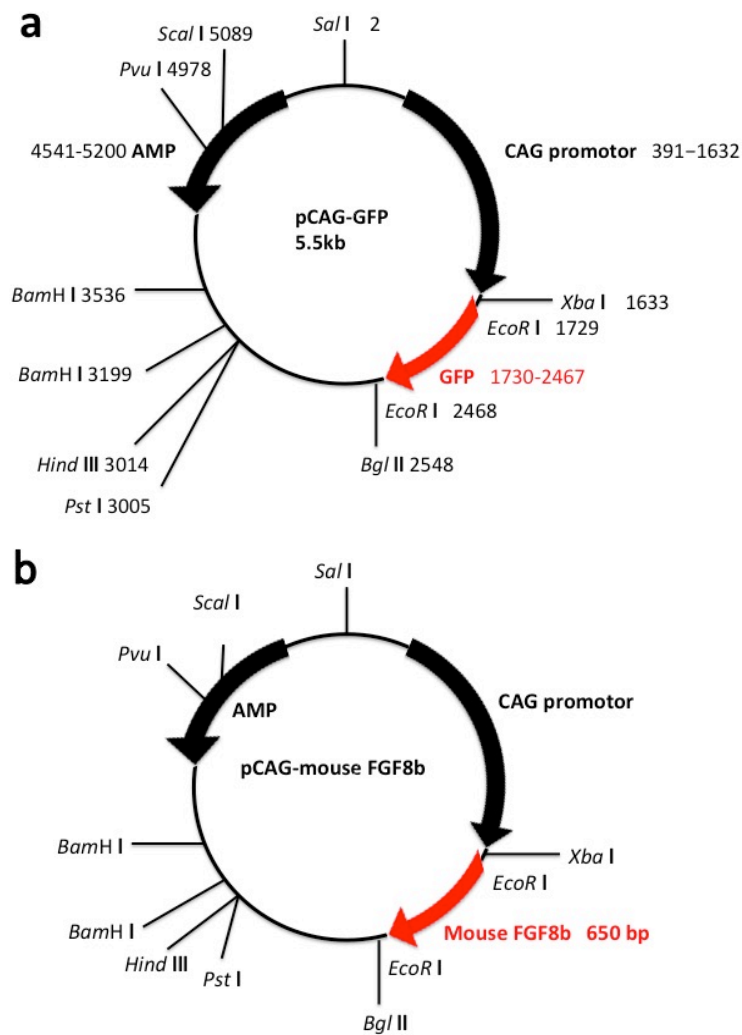 a
ScaI I 5089
Sal I 2
Pvu I 4978
4541-5200 AMP
CAG promotor 391–1632
pCAG-GFP
5.5kb
BamH I 3536
Xba I 1633
EcoR I 1729
BamH I 3199
GFP 1730-2467
EcoR I 2468
Hind III 3014
Bgl II 2548
Pst I 3005
b
Sal I
ScaI I
Pvu I
CAG promotor
AMP
pCAG-mouse FGF8b
BamH I
Xba I
EcoR I
BamH I
Mouse FGF8b 650 bp
Hind III
EcoR I
Pst I
Bgl II